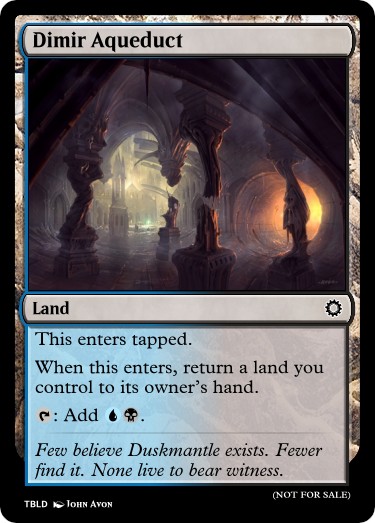 Dimir Aqueduct
Land
This enters tapped.
When this enters, return a land you
control to its owner's hand.
: Add .
Few believe Duskmantle exists. Fewer
find it. None live to bear witness.
TBLD JOHN AVON
(NOT FOR SALE)